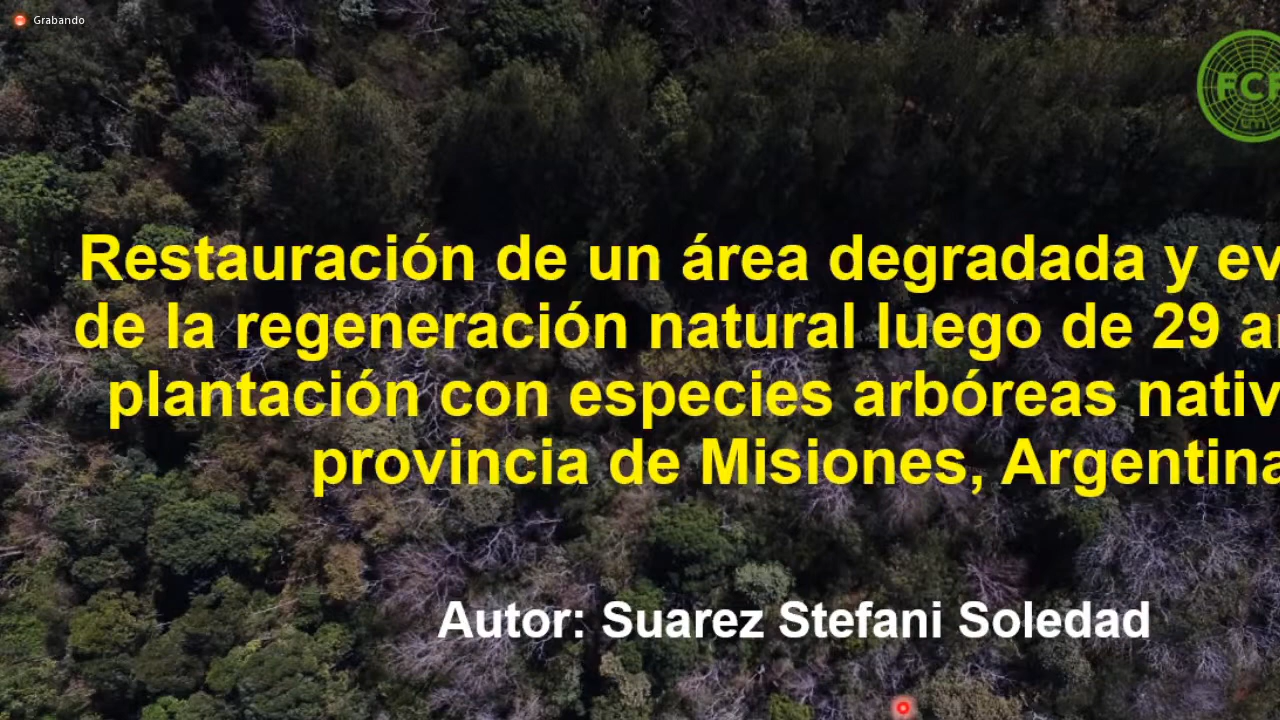 Grabando
FCF
Restauración de un área degradada y ev
de la regeneración natural luego de 29 a
plantación con especies arbóreas nativ
provincia de Misiones, Argentina
Autor: Suarez Stefani Soledad